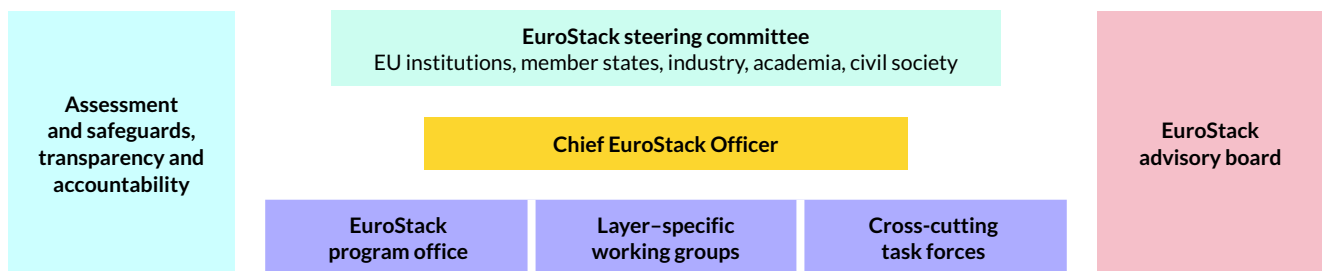 Assessment
and safeguards,
transparency and
accountability
EuroStack steering committee
EU institutions, member states, industry, academia, civil society
Chief EuroStack Officer
EuroStack
program office
Layer–specific
working groups
Cross-cutting
task forces
EuroStack
advisory board